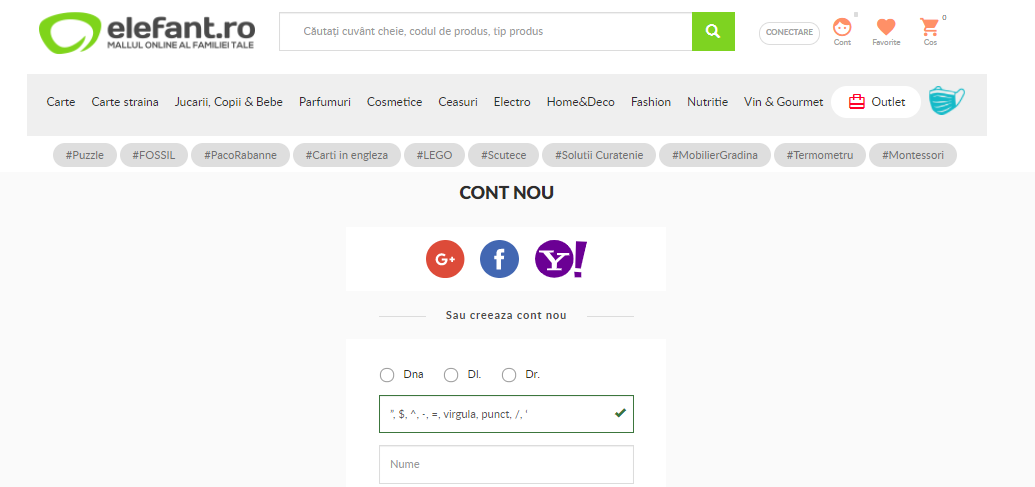 elefant.ro
MALLUL ONLINE AL FAMILIEI TALE
Căutați cuvânt cheie, codul de produs, tip produs
CONECTARE
0
Cont
Favorite
0
Cos
Carte Carte straina Jucarii, Copii & Bebe Parfumuri Cosmetice Ceasuri Electro Home&Deco Fashion Nutritie Vin & Gourmet Outlet
#Puzzle #FOSSIL #PacoRabanne #Carti in engleza #LEGO #Scutece #Solutii Curatenie #MobilierGradina #Termometru #Montessori
CONT NOU
G+ f Y!
Sau creeaza cont nou
Dna Dl. Dr.
", $, ^, -, =, virgula, punct, /, '
Nume